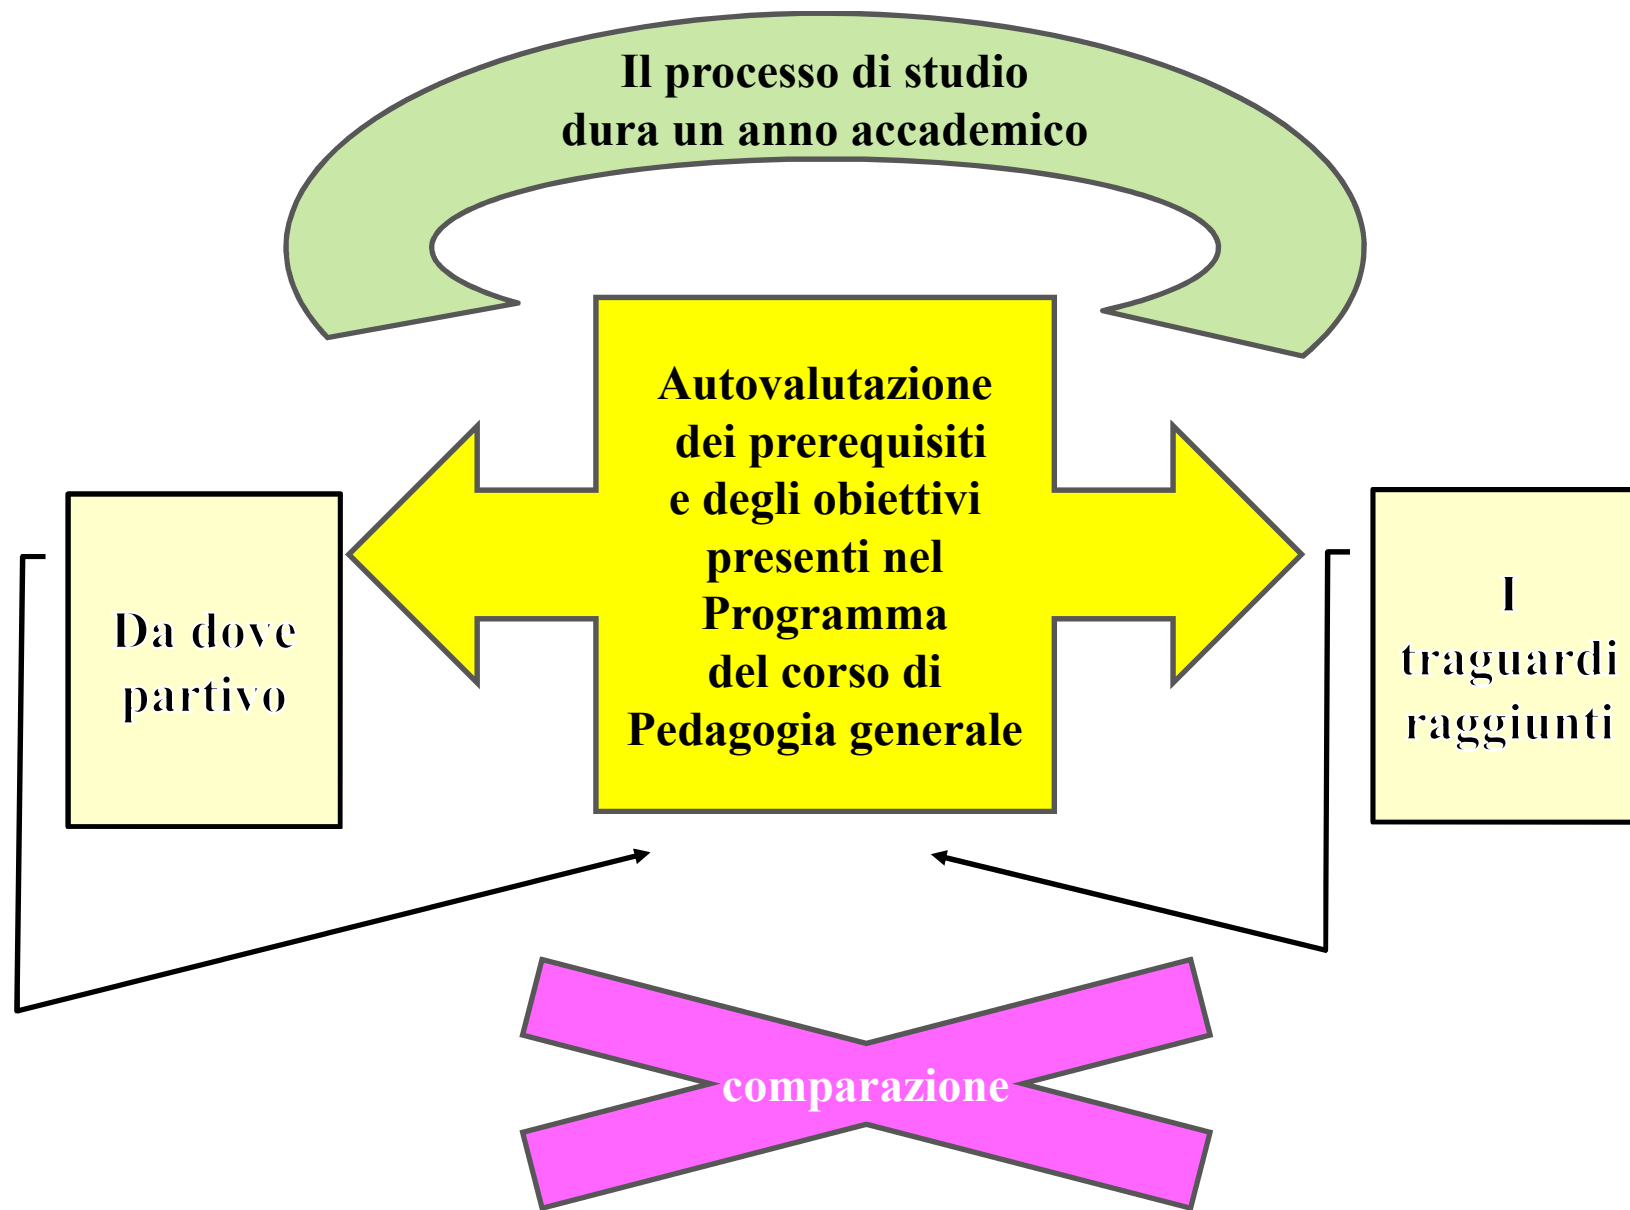 Il processo di studio
dura un anno accademico
Autovalutazione
dei prerequisiti
e degli obiettivi
presenti nel
Programma
del corso di
Pedagogia generale
Da dove
partivo
I
traguardi
raggiunti
comparazione